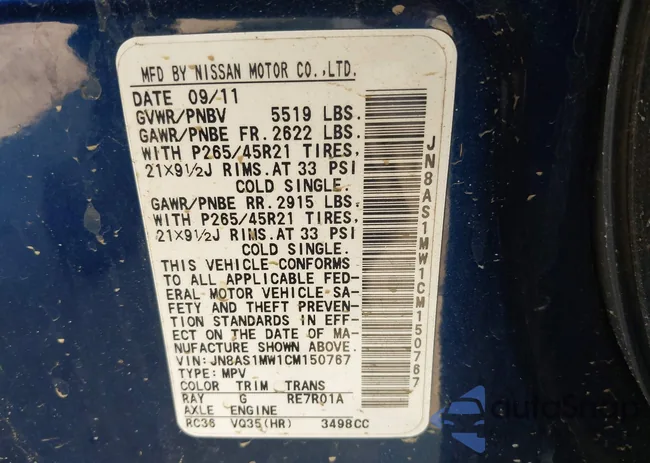 MFD BY NISSAN MOTOR CO.,LTD.
DATE 09/11
GVWR/PNBV 5519 LBS.
GAWR/PNBE FR. 2622 LBS.
WITH P265/45R21 TIRES,
21×9½J RIMS.AT 33 PSI
COLD SINGLE.
GAWR/PNBE RR. 2915 LBS.
WITH P265/45R21 TIRES,
21×9½J RIMS.AT 33 PSI
COLD SINGLE.
THIS VEHICLE CONFORMS
TO ALL APPLICABLE FED-
ERAL MOTOR VEHICLE SA-
FETY AND THEFT PREVEN-
TION STANDARDS IN EFF-
ECT ON THE DATE OF MA-
NUFACTURE SHOWN ABOVE.
VIN:JN8AS1MW1CM150767
TYPE:MPV
COLOR TRIM TRANS
RAY G RE7R01A
AXLE ENGINE
RC36 VQ35(HR) 3498CC
JN8AS1MW1CM150767